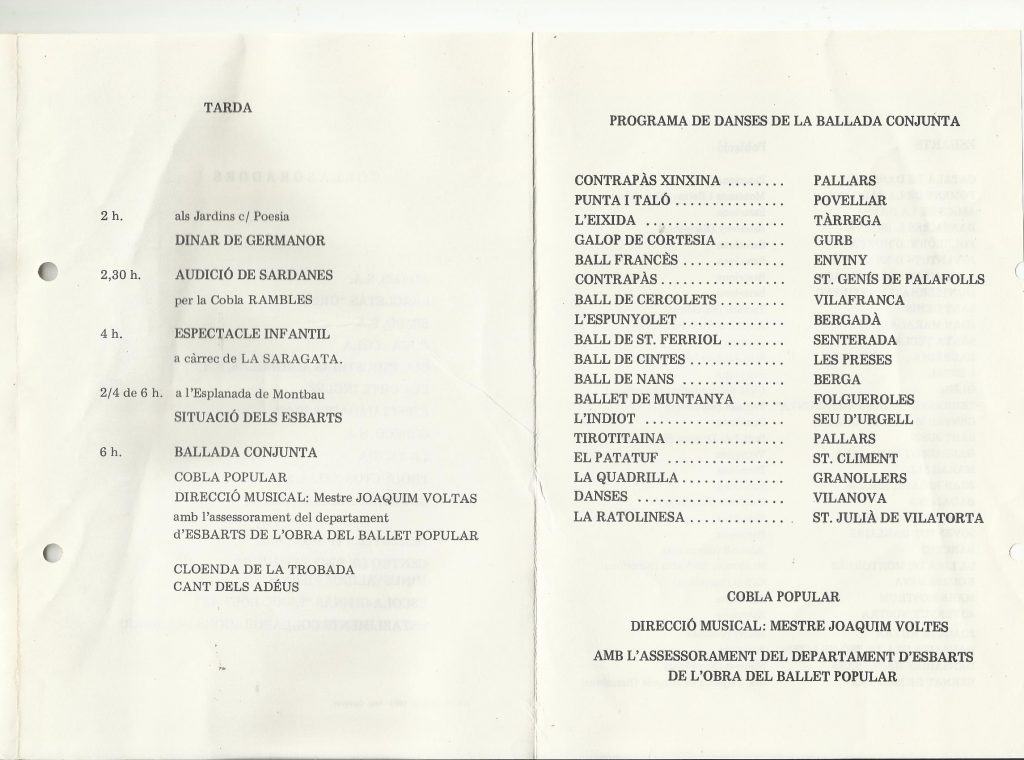 TARDA
2 h. als Jardins c/ Poesia
DINAR DE GERMANOR
2,30 h. AUDICIÓ DE SARDANES
per la Cobla RAMBLES
4 h. ESPECTACLE INFANTIL
a càrrec de LA SARAGATA.
2/4 de 6 h. a l'Esplanada de Montbau
SITUACIÓ DELS ESBARTS
6 h. BALLADA CONJUNTA
COBLA POPULAR
DIRECCIÓ MUSICAL: Mestre JOAQUIM VOLTAS
amb l'assessorament del departament
d'ESBARTS DE L'OBRA DEL BALLET POPULAR
CLOENDA DE LA TROBADA
CANT DELS ADÉUS
PROGRAMA DE DANSES DE LA BALLADA CONJUNTA
CONTRAPÀS XINXINA ........ PALLARS
PUNTA I TALÓ ............... POVELLAR
L'EIXIDA .................. TÀRREGA
GALOP DE CORTESIA ......... GURB
BALL FRANCÈS ............. ENVINY
CONTRAPÀS ................ ST. GENÍS DE PALAFOLLS
BALL DE CERCOLETS ......... VILAFRANCA
L'ESPUNYOLET ............. BERGADÀ
BALL DE ST. FERRIOL ........ SENTERADA
BALL DE CINTES ............ LES PRESES
BALL DE NANS ............. BERGA
BALLET DE MUNTANYA ...... FOLGUEROLES
L'INDIOT .................. SEU D'URGELL
TIROTITAINA .............. PALLARS
EL PATATUF ............... ST. CLIMENT
LA QUADRILLA ............. GRANOLLERS
DANSES ................... VILANOVA
LA RATOLINESA ............ ST. JULIÀ DE VILATORTA
COBLA POPULAR
DIRECCIÓ MUSICAL: MESTRE JOAQUIM VOLTES
AMB L'ASSESSORAMENT DEL DEPARTAMENT D'ESBARTS
DE L'OBRA DEL BALLET POPULAR